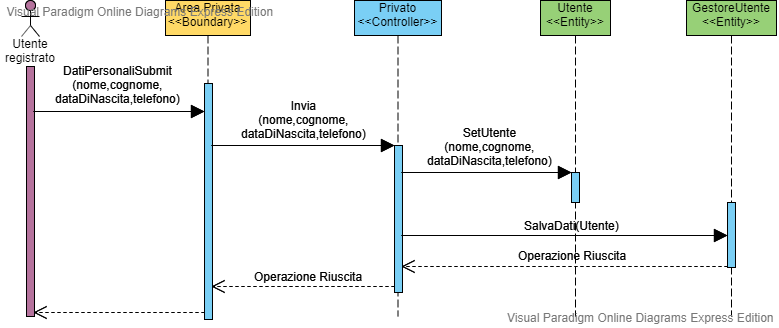 Visual Paradigm Online Diagrams Express Edition
Area Privata
<<Boundary>>
Privato
<<Controller>>
Utente
<<Entity>>
GestoreUtente
<<Entity>>
Utente
registrato
DatiPersonaliSubmit
(nome,cognome,
dataDiNascita,telefono)
Invia
(nome,cognome,
dataDiNascita,telefono)
SetUtente
(nome,cognome,
dataDiNascita,telefono)
SalvaDati(Utente)
Operazione Riuscita
Operazione Riuscita
Visual Paradigm Online Diagrams Express Edition